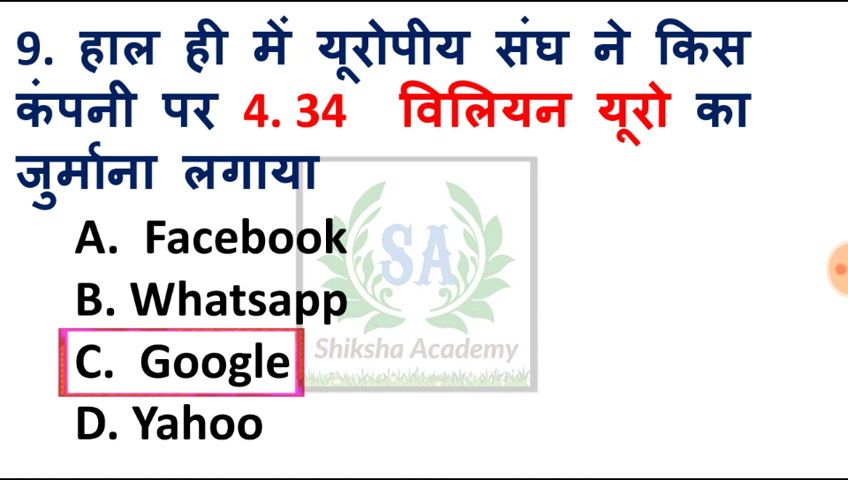 9. हाल ही में यूरोपीय संघ ने किस
कंपनी पर 4. 34 विलियन यूरो का
जुर्माना लगाया
A. Facebook
B. Whatsapp
C. Google
D. Yahoo
SA
Shiksha Academy